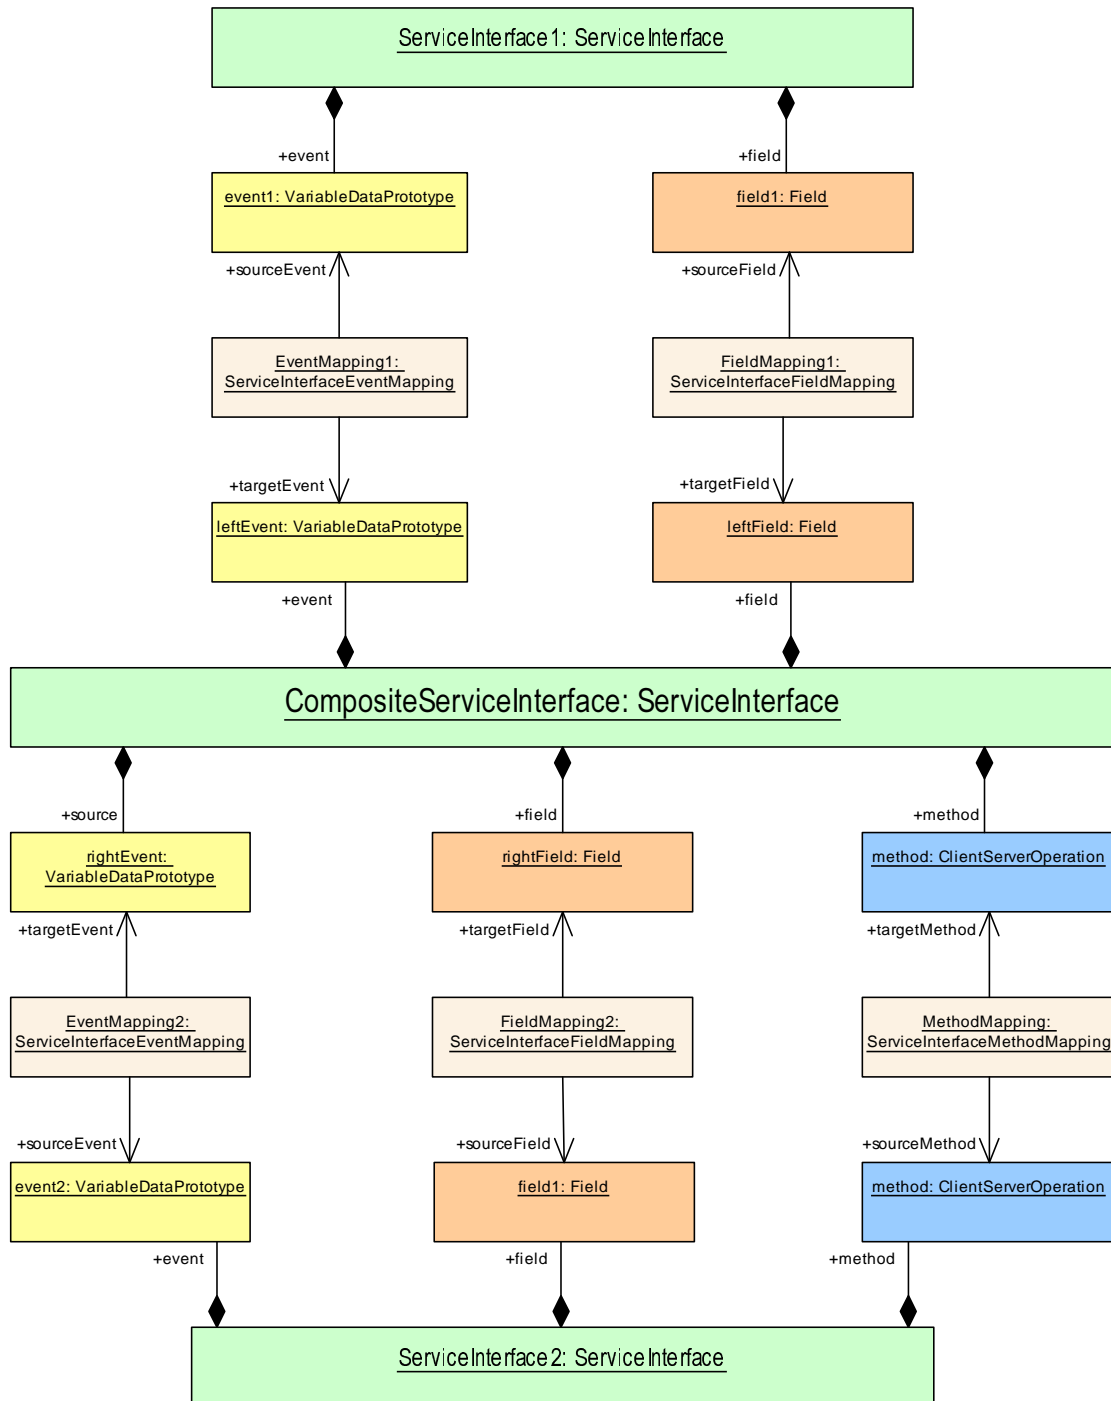 ServiceInterface1: ServiceInterface
+event
+field
event1: VariableDataPrototype
field1: Field
+sourceEvent
+sourceField
EventMapping1:
ServiceInterfaceEventMapping
FieldMapping1:
ServiceInterfaceFieldMapping
+targetEvent
+targetField
leftEvent: VariableDataPrototype
leftField: Field
+event
+field
CompositeServiceInterface: ServiceInterface
+source
+field
+method
rightEvent:
VariableDataPrototype
rightField: Field
method: ClientServerOperation
+targetEvent
+targetField
+targetMethod
EventMapping2:
ServiceInterfaceEventMapping
FieldMapping2:
ServiceInterfaceFieldMapping
MethodMapping:
ServiceInterfaceMethodMapping
+sourceEvent
+sourceField
+sourceMethod
event2: VariableDataPrototype
field1: Field
method: ClientServerOperation
+event
+field
+method
ServiceInterface2: ServiceInterface